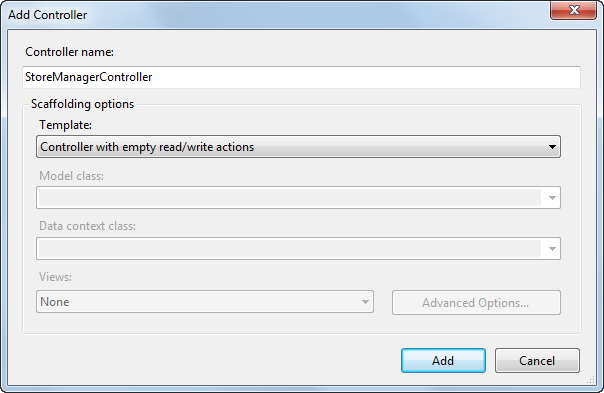 Add Controller
Controller name:
StoreManagerController
Scaffolding options
Template:
Controller with empty read/write actions
Model class:
Data context class:
Views:
None
Advanced Options...
Add
Cancel